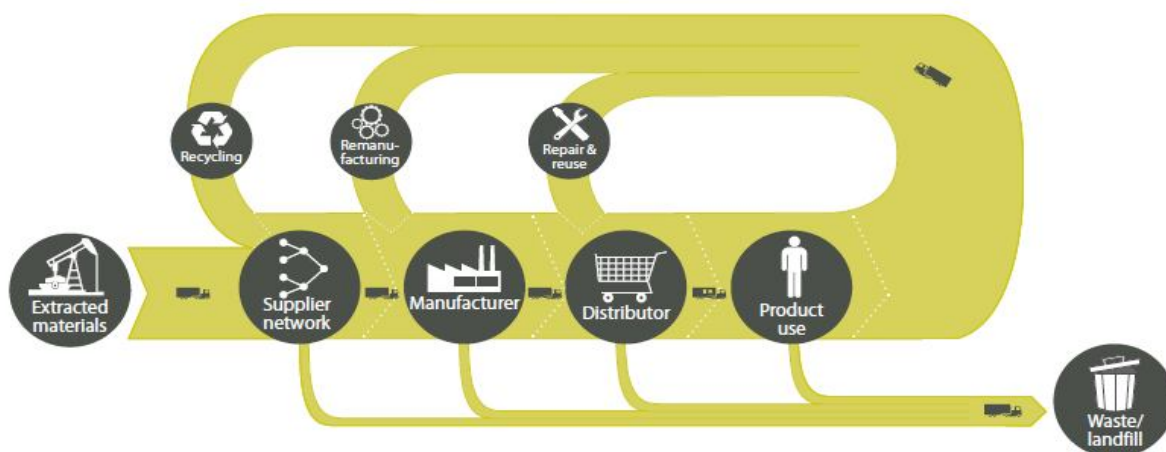 Recycling
Remanu-
facturing
Repair &
reuse
Extracted
materials
Supplier
network
Manufacturer
Distributor
Product
use
Waste/
landfill